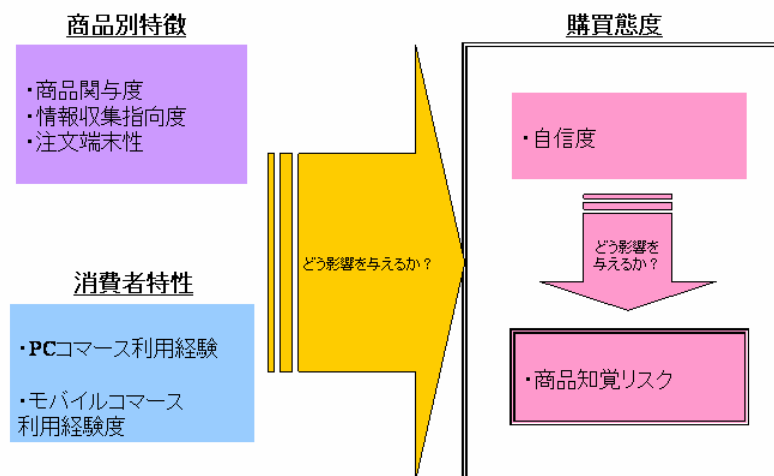 商品別特徴
・商品関与度
・情報収集指向度
・注文端末性
消費者特性
・PCコマース利用経験
・モバイルコマース
利用経験度
どう影響を与えるか？
購買態度
・自信度
どう影響を
与えるか？
・商品知覚リスク